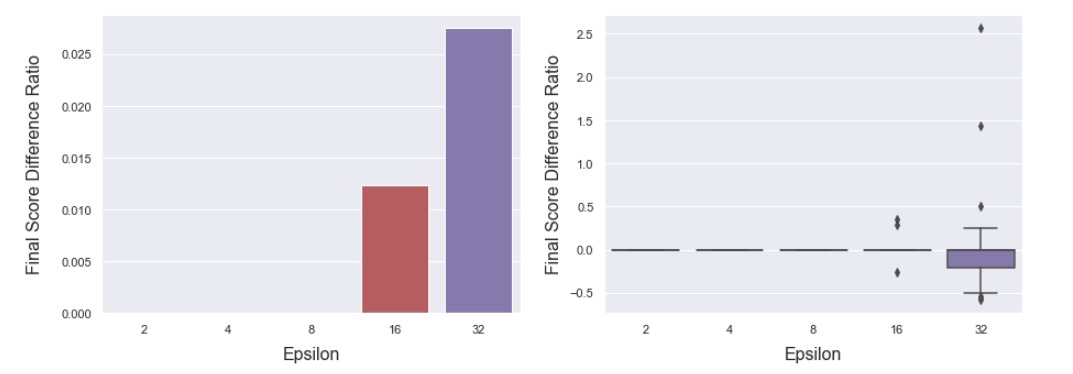 Final Score Difference Ratio
0.025
0.020
0.015
0.010
0.005
0.000
2 4 8 16 32
Epsilon
Final Score Difference Ratio
2.5
2.0
1.5
1.0
0.5
0.0
−0.5
2 4 8 16 32
Epsilon